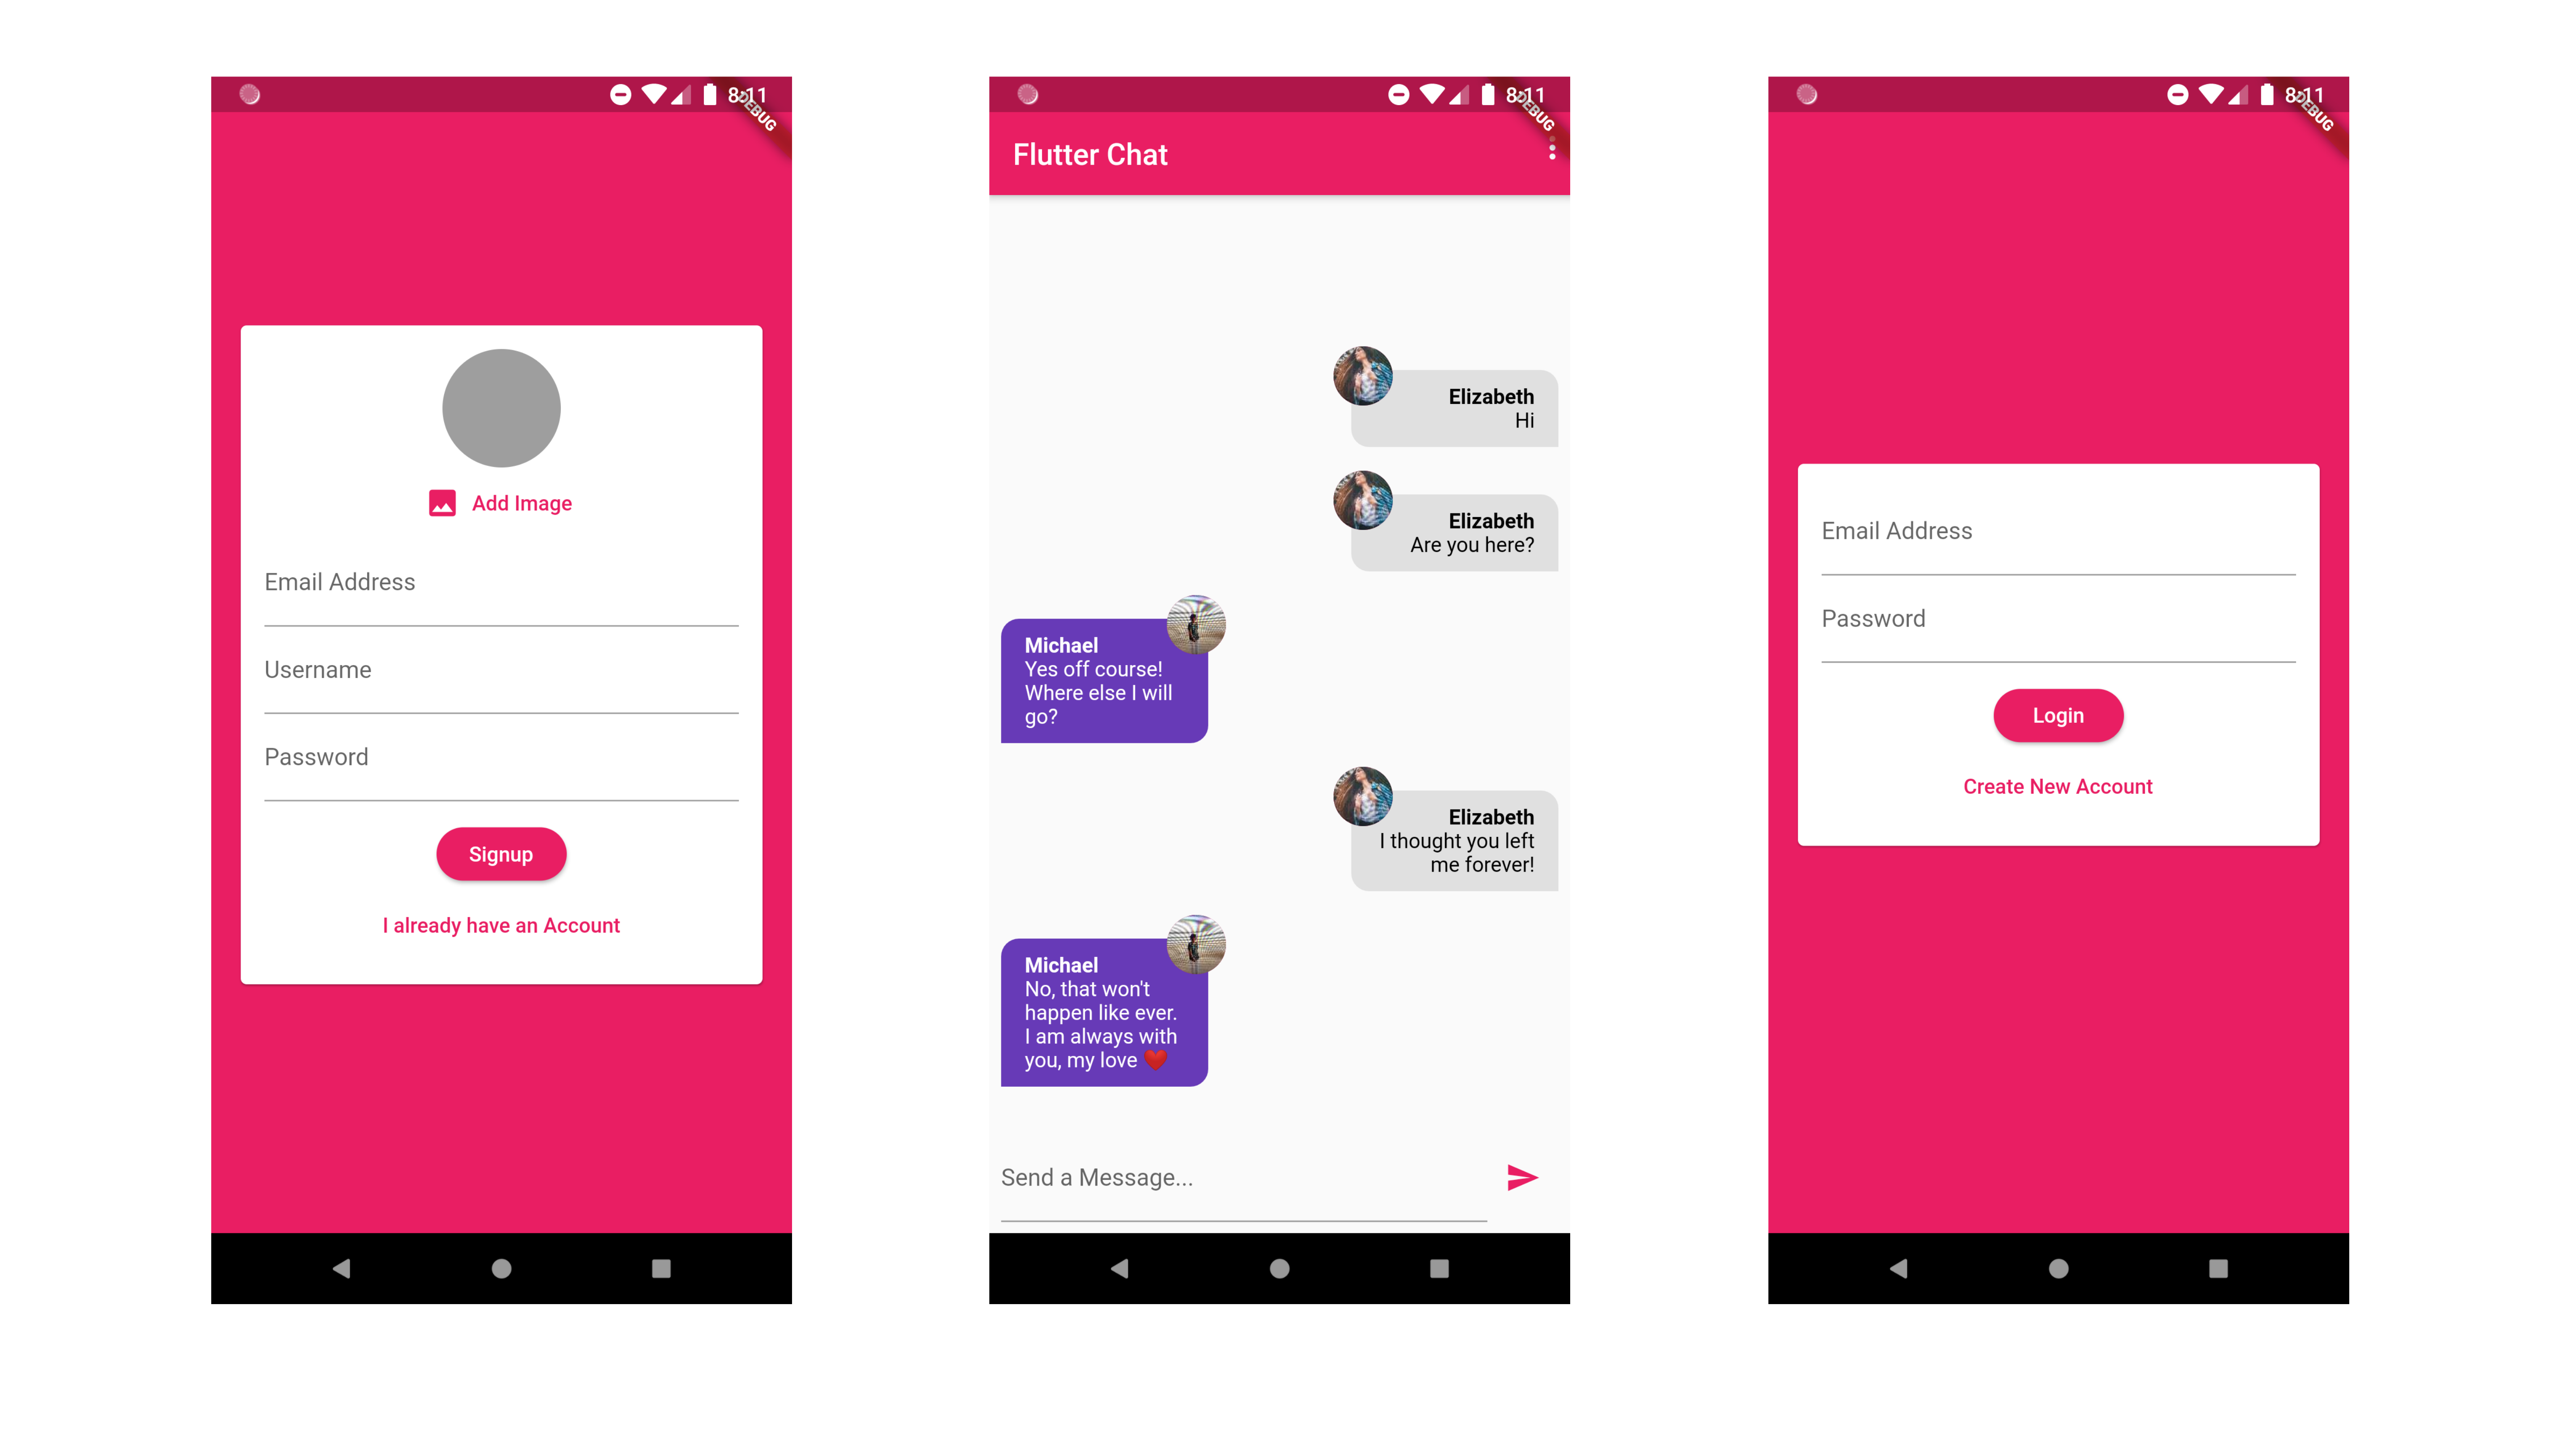 8:11
DEBUG
Add Image
Email Address
Username
Password
Signup
I already have an Account
8:11
DEBUG
Flutter Chat
Elizabeth
Hi
Elizabeth
Are you here?
Michael
Yes off course!
Where else I will
go?
Elizabeth
I thought you left
me forever!
Michael
No, that won't
happen like ever.
I am always with
you, my love ❤️
Send a Message...
8:11
DEBUG
Email Address
Password
Login
Create New Account